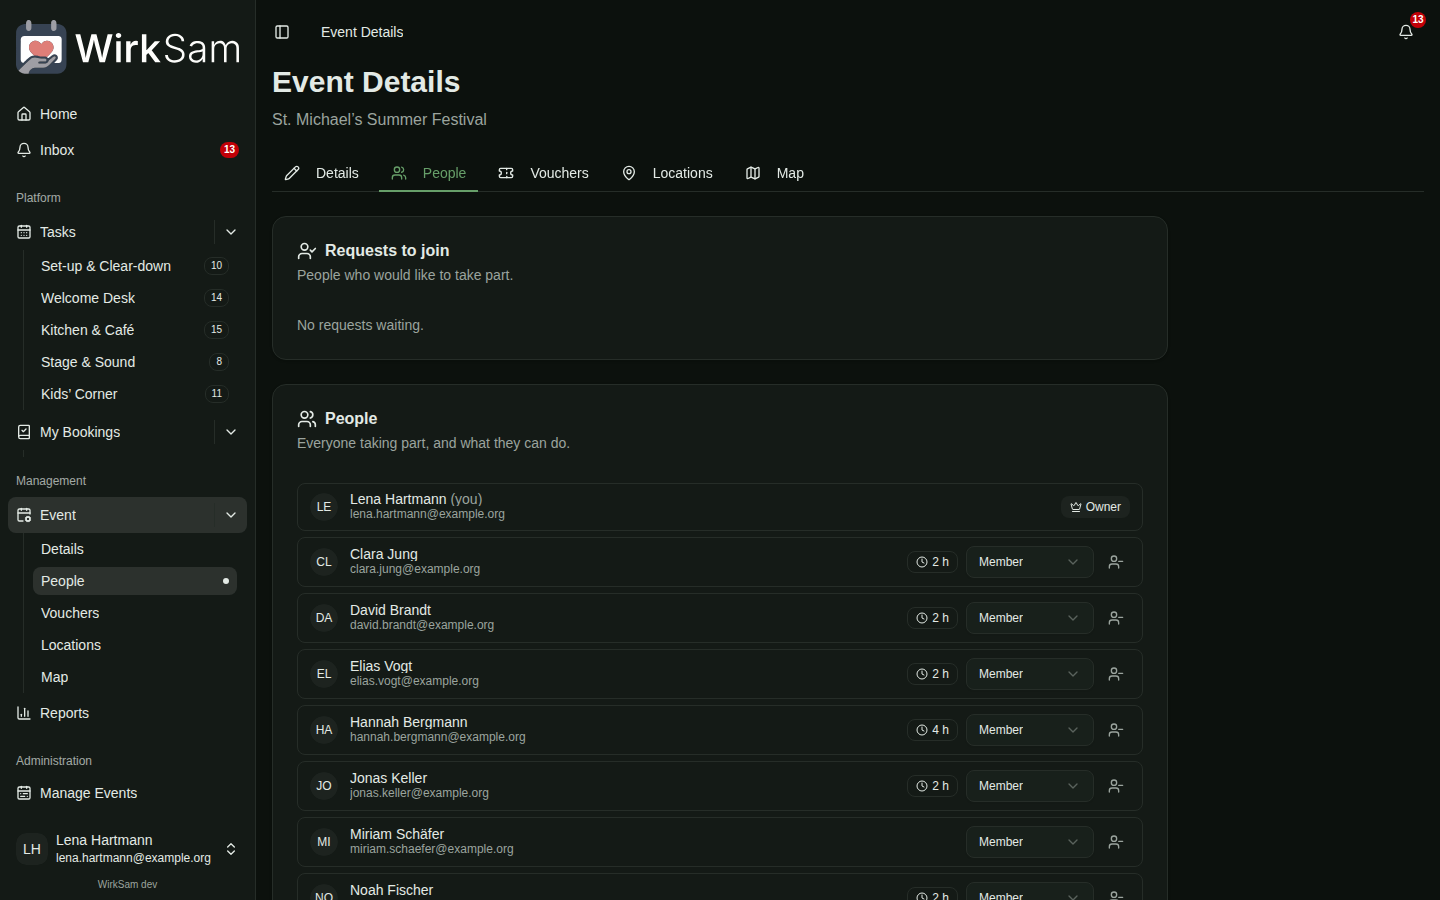 WirkSam
Home
Inbox 13
Platform
Tasks
Set-up & Clear-down 10
Welcome Desk 14
Kitchen & Café 15
Stage & Sound 8
Kids’ Corner 11
My Bookings
Management
Event
Details
People
Vouchers
Locations
Map
Reports
Administration
Manage Events
LH
Lena Hartmann
lena.hartmann@example.org
WirkSam dev
Event Details
13
Event Details
St. Michael’s Summer Festival
Details People Vouchers Locations Map
Requests to join
People who would like to take part.
No requests waiting.
People
Everyone taking part, and what they can do.
LE
Lena Hartmann (you)
lena.hartmann@example.org
Owner
CL
Clara Jung
clara.jung@example.org
2 h Member
DA
David Brandt
david.brandt@example.org
2 h Member
EL
Elias Vogt
elias.vogt@example.org
2 h Member
HA
Hannah Bergmann
hannah.bergmann@example.org
4 h Member
JO
Jonas Keller
jonas.keller@example.org
2 h Member
MI
Miriam Schäfer
miriam.schaefer@example.org
Member
NO
Noah Fischer
2 h Member